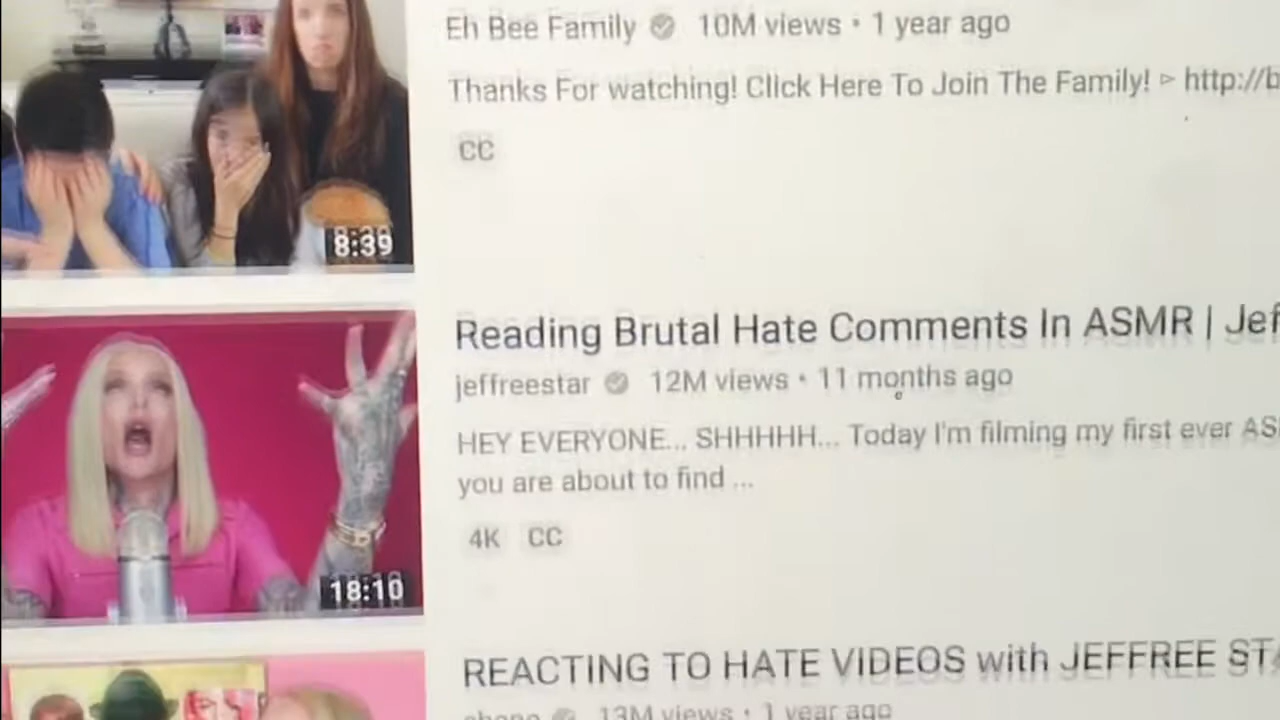 Eh Bee Family 10M views • 1 year ago
Thanks For watching! Click Here To Join The Family! ▻ http://b
CC
8:39
Reading Brutal Hate Comments In ASMR | Jef
jeffreestar 12M views • 11 months ago
HEY EVERYONE... SHHHHH... Today I'm filming my first ever AS
you are about to find ...
4K CC
18:10
REACTING TO HATE VIDEOS with JEFFREE STA
shane 13M views • 1 year ago